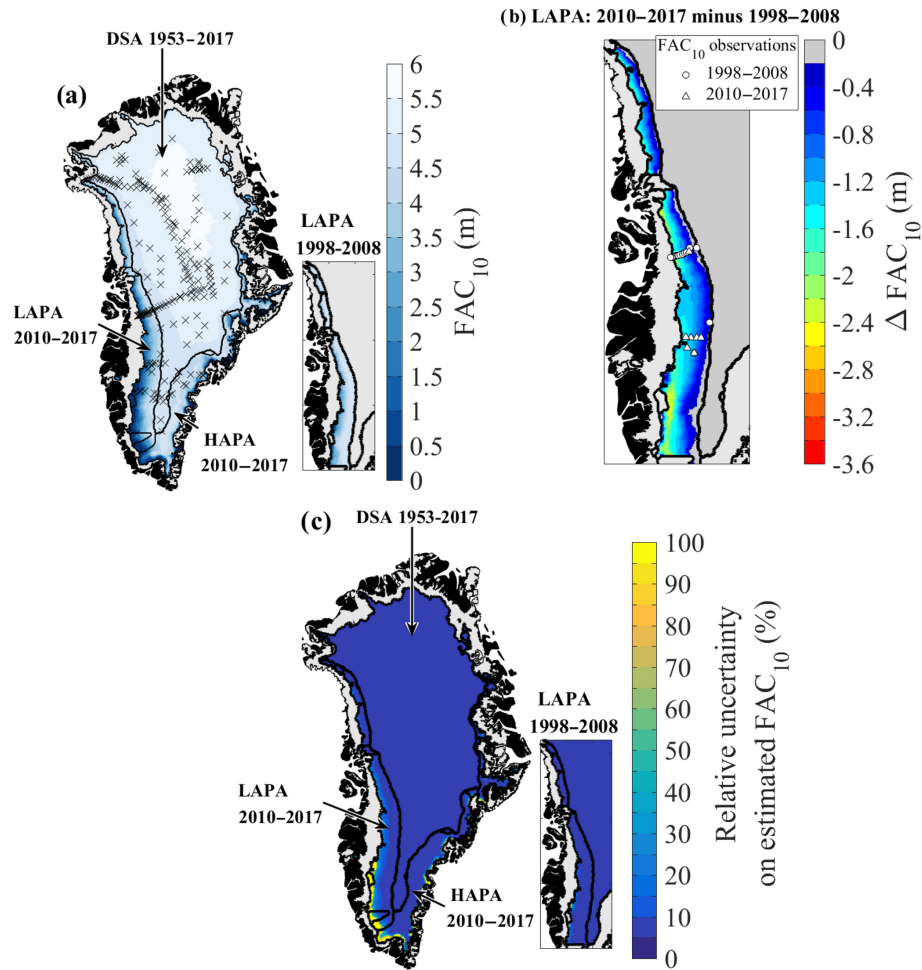 (a)
DSA 1953-2017
LAPA
2010–2017
HAPA
2010–2017
LAPA
1998-2008
6
5.5
5
4.5
4
3.5
3
2.5
2
1.5
1
0.5
0
FAC10 (m)
(b) LAPA: 2010–2017 minus 1998–2008
FAC10 observations
1998–2008
2010–2017
0
-0.4
-0.8
-1.2
-1.6
-2
-2.4
-2.8
-3.2
-3.6
Δ FAC10 (m)
(c)
DSA 1953-2017
LAPA
2010–2017
HAPA
2010–2017
LAPA
1998-2008
100
90
80
70
60
50
40
30
20
10
0
Relative uncertainty
on estimated FAC10 (%)